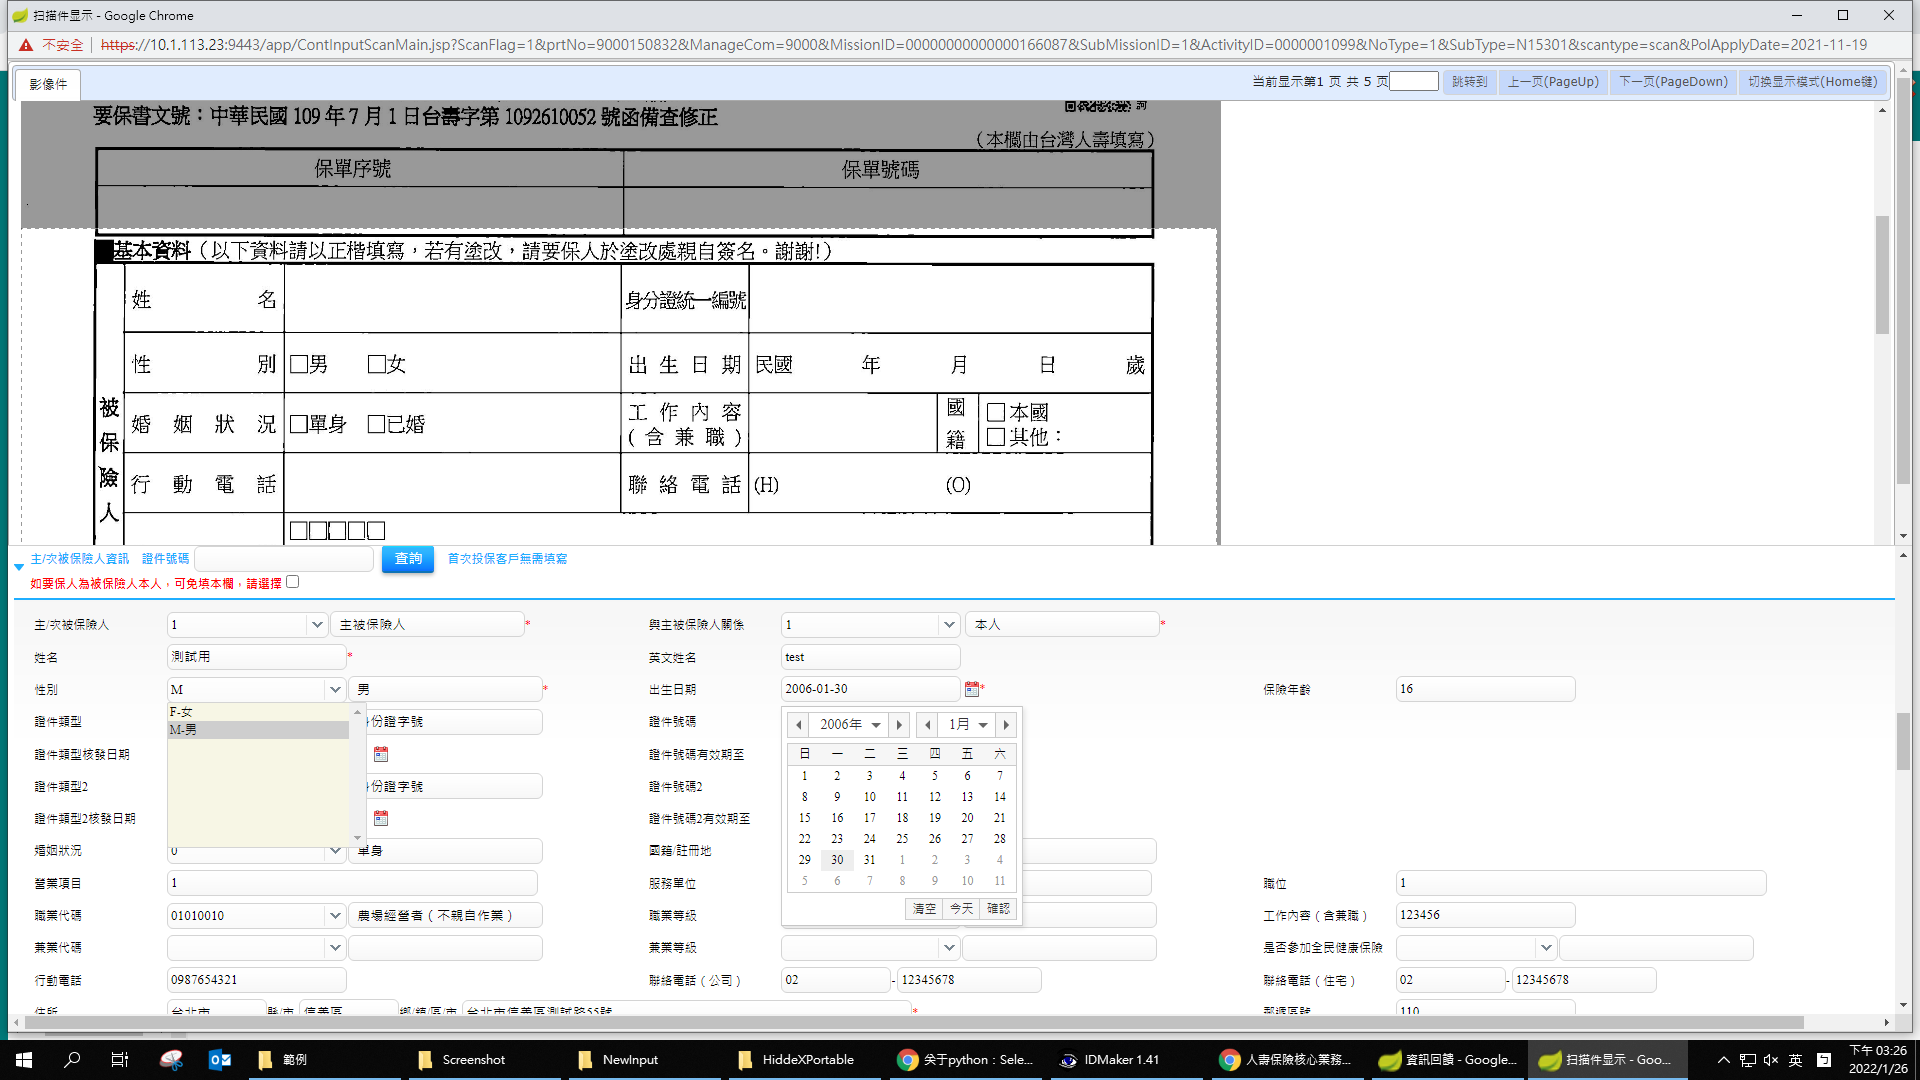 扫描件显示 - Google Chrome
不安全 https://10.1.113.23:9443/app/ContInputScanMain.jsp?ScanFlag=1&prtNo=9000150832&ManageCom=9000&MissionID=00000000000000166087&SubMissionID=1&ActivityID=0000001099&NoType=1&SubType=N15301&scantype=scan&PolApplyDate=2021-11-19
影像件 当前显示第1 页 共 5 页 跳转到 上一页(PageUp) 下一页(PageDown) 切换显示模式(Home键)
要保書文號：中華民國 109 年 7 月 1 日台壽字第 1092610052 號函備查修正
（本欄由台灣人壽填寫）
保單序號 保單號碼
■基本資料（以下資料請以正楷填寫，若有塗改，請要保人於塗改處親自簽名。謝謝!）
被保險人
姓名 身分證統一編號
性別 □男 □女 出生日期 民國 年 月 日 歲
婚姻狀況 □單身 □已婚 工作內容(含兼職) 國籍 □本國 □其他：
行動電話 聯絡電話 (H) (O)
□□□□□
主/次被保險人資訊 證件號碼 查詢 首次投保客戶無需填寫
如要保人為被保險人本人，可免填本欄，請選擇
主/次被保險人 1 主被保險人 * 與主被保險人關係 1 本人 *
姓名 測試用 * 英文姓名 test
性別 M 男 * 出生日期 2006-01-30 * 保險年齡 16
F-女
M-男
證件類型 份證字號 證件號碼
證件類型核發日期 證件號碼有效期至
證件類型2 份證字號 證件號碼2
證件類型2核發日期 證件號碼2有效期至
2006年 1月
日 一 二 三 四 五 六
1 2 3 4 5 6 7
8 9 10 11 12 13 14
15 16 17 18 19 20 21
22 23 24 25 26 27 28
29 30 31 1 2 3 4
5 6 7 8 9 10 11
清空 今天 確認
婚姻狀況 0 單身 國籍/註冊地
營業項目 1 服務單位 職位 1
職業代碼 01010010 農場經營者（不親自作業） 職業等級 工作內容（含兼職） 123456
兼業代碼 兼業等級 是否參加全民健康保險
行動電話 0987654321 聯絡電話（公司） 02 - 12345678 聯絡電話（住宅） 02 - 12345678
住所 台北市 縣/市 信義區 鄉/鎮/區/市 台北市信義區測試路55號 * 郵遞區號 110
範例 Screenshot NewInput HiddeXPortable 关于python：Sele... IDMaker 1.41 人壽保險核心業務... 資訊回饋 - Google... 扫描件显示 - Goo... 英 下午 03:26
2022/1/26